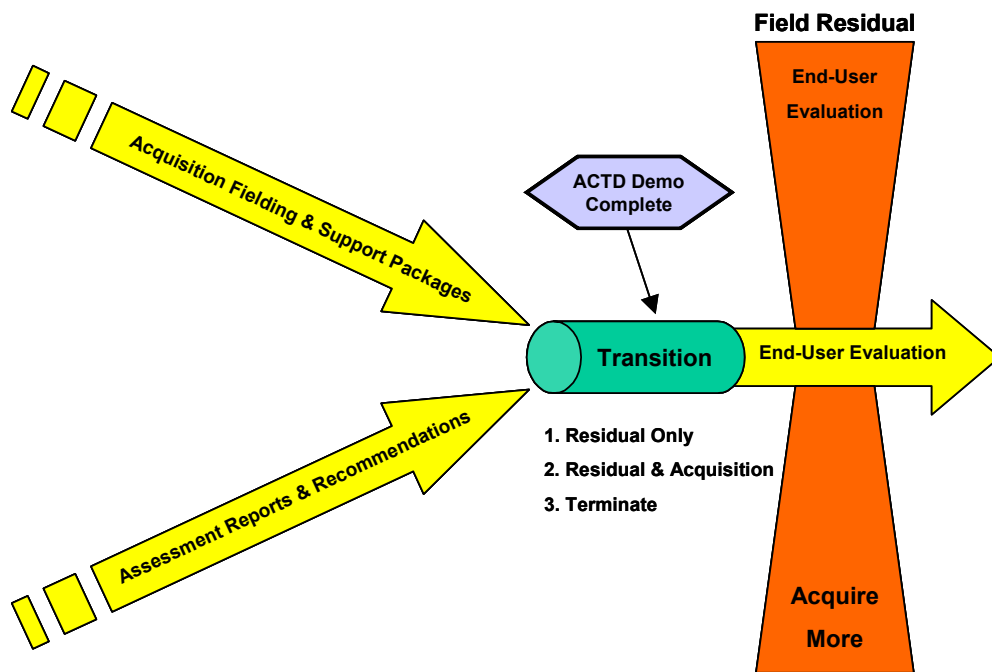 Field Residual
End-User
Evaluation
Acquisition Fielding & Support Packages
ACTD Demo
Complete
Transition
End-User Evaluation
Assessment Reports & Recommendations
1. Residual Only
2. Residual & Acquisition
3. Terminate
Acquire
More